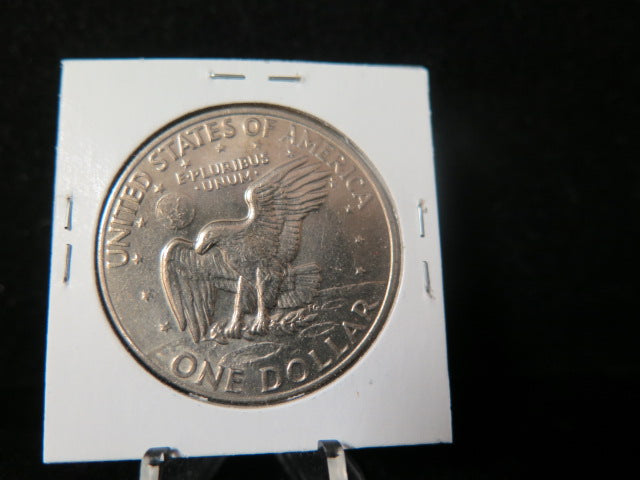 UNITED STATES OF AMERICA
E PLURIBUS
·UNUM·
ONE DOLLAR